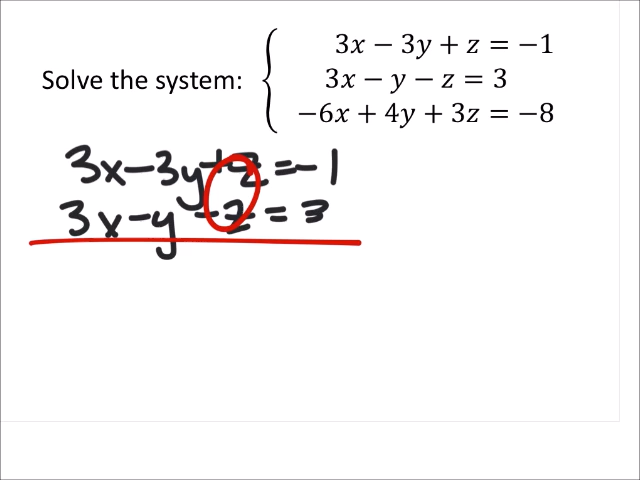 3x − 3y + z = −1
Solve the system: 3x − y − z = 3
−6x + 4y + 3z = −8
3x − 3y + z = − 1
3x − y − z = 3